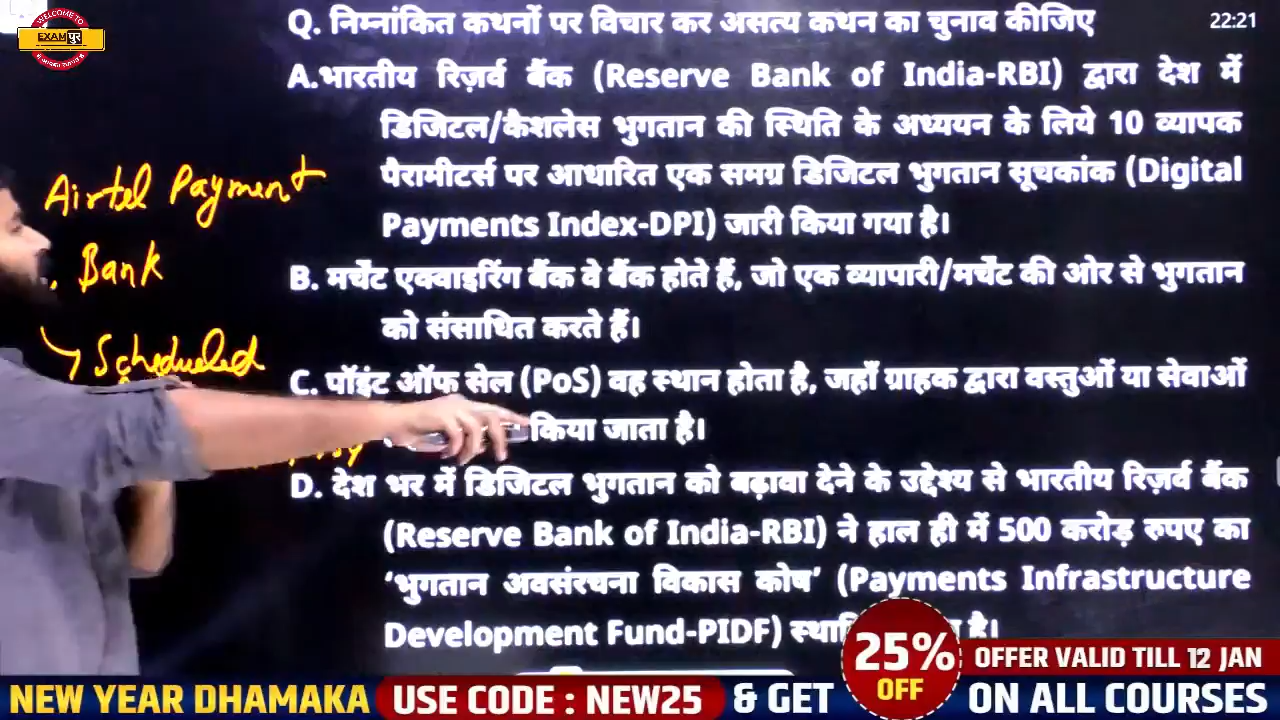 WELCOME TO
EXAM पुर
Q. निम्नांकित कथनों पर विचार कर असत्य कथन का चुनाव कीजिए
22:21
A.भारतीय रिज़र्व बैंक (Reserve Bank of India-RBI) द्वारा देश में
डिजिटल/कैशलेस भुगतान की स्थिति के अध्ययन के लिये 10 व्यापक
पैरामीटर्स पर आधारित एक समग्र डिजिटल भुगतान सूचकांक (Digital
Payments Index-DPI) जारी किया गया है।
B. मर्चेंट एक्वाइरिंग बैंक वे बैंक होते हैं, जो एक व्यापारी/मर्चेंट की ओर से भुगतान
को संसाधित करते हैं।
C. पॉइंट ऑफ सेल (PoS) वह स्थान होता है, जहाँ ग्राहक द्वारा वस्तुओं या सेवाओं
किया जाता है।
D. देश भर में डिजिटल भुगतान को बढ़ावा देने के उद्देश्य से भारतीय रिज़र्व बैंक
(Reserve Bank of India-RBI) ने हाल ही में 500 करोड़ रुपए का
‘भुगतान अवसंरचना विकास कोष’ (Payments Infrastructure
Development Fund-PIDF) है।
Airtel Payment
Bank
Scheduled
25%
OFF
OFFER VALID TILL 12 JAN
NEW YEAR DHAMAKA USE CODE : NEW25 & GET ON ALL COURSES